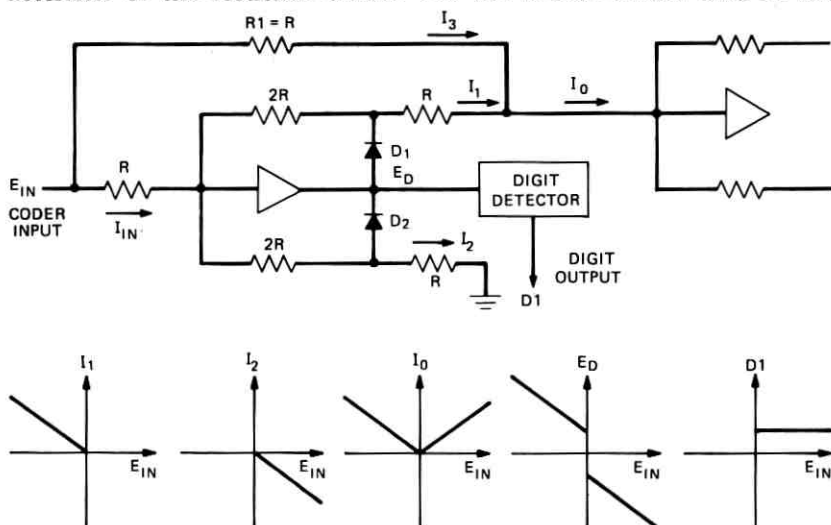 R1 = R
I3
2R
R
I1
I0
D1
EIN
R
ED
DIGIT
DETECTOR
CODER
INPUT
IIN
D2
I2
2R
R
DIGIT
OUTPUT
D1
I1
I2
I0
ED
D1
EIN
EIN
EIN
EIN
EIN